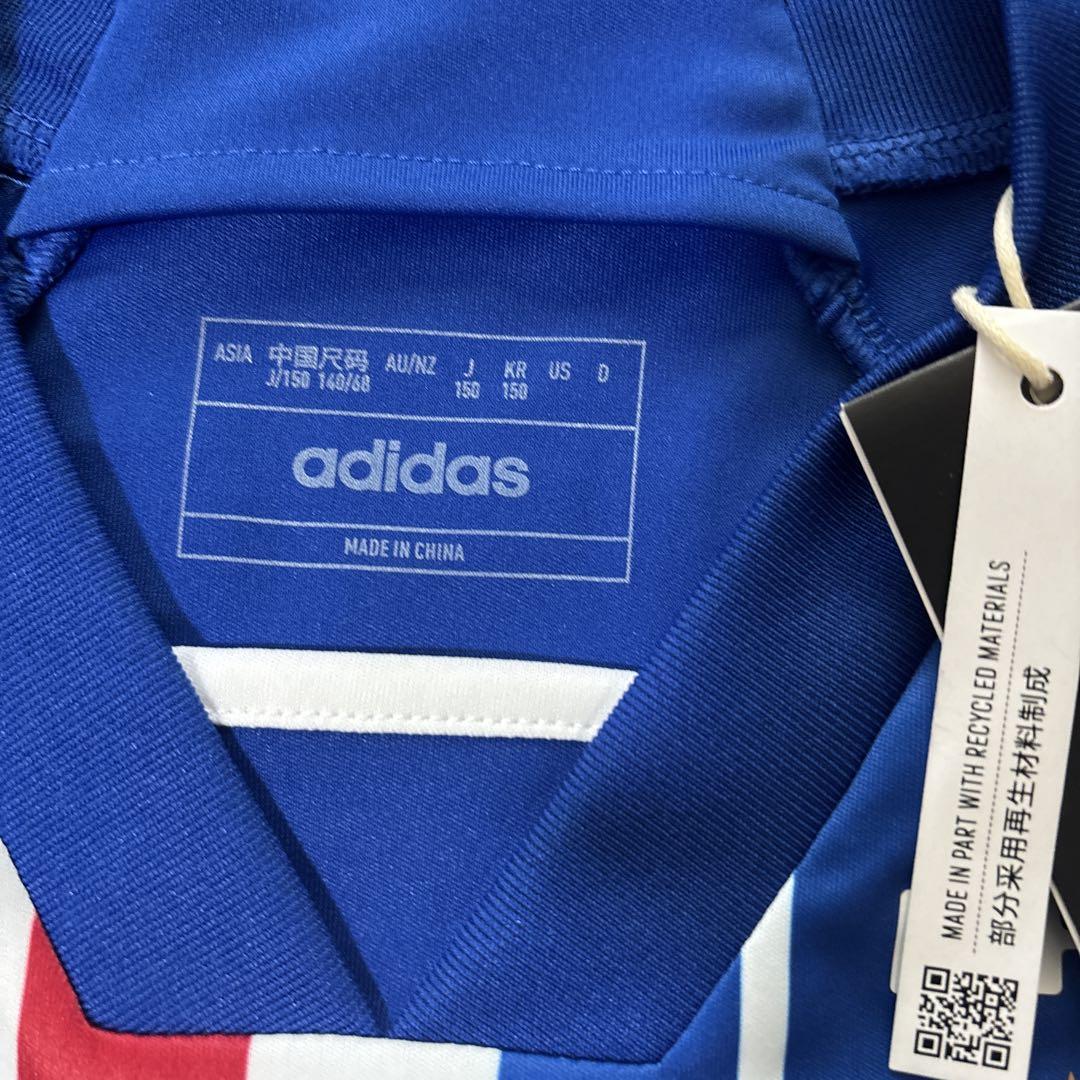 ASIA 中国尺码 AU/NZ J KR US D
J/150 140/68 150 150
adidas
MADE IN CHINA
MADE IN PART WITH RECYCLED MATERIALS
部分采用再生材料制成